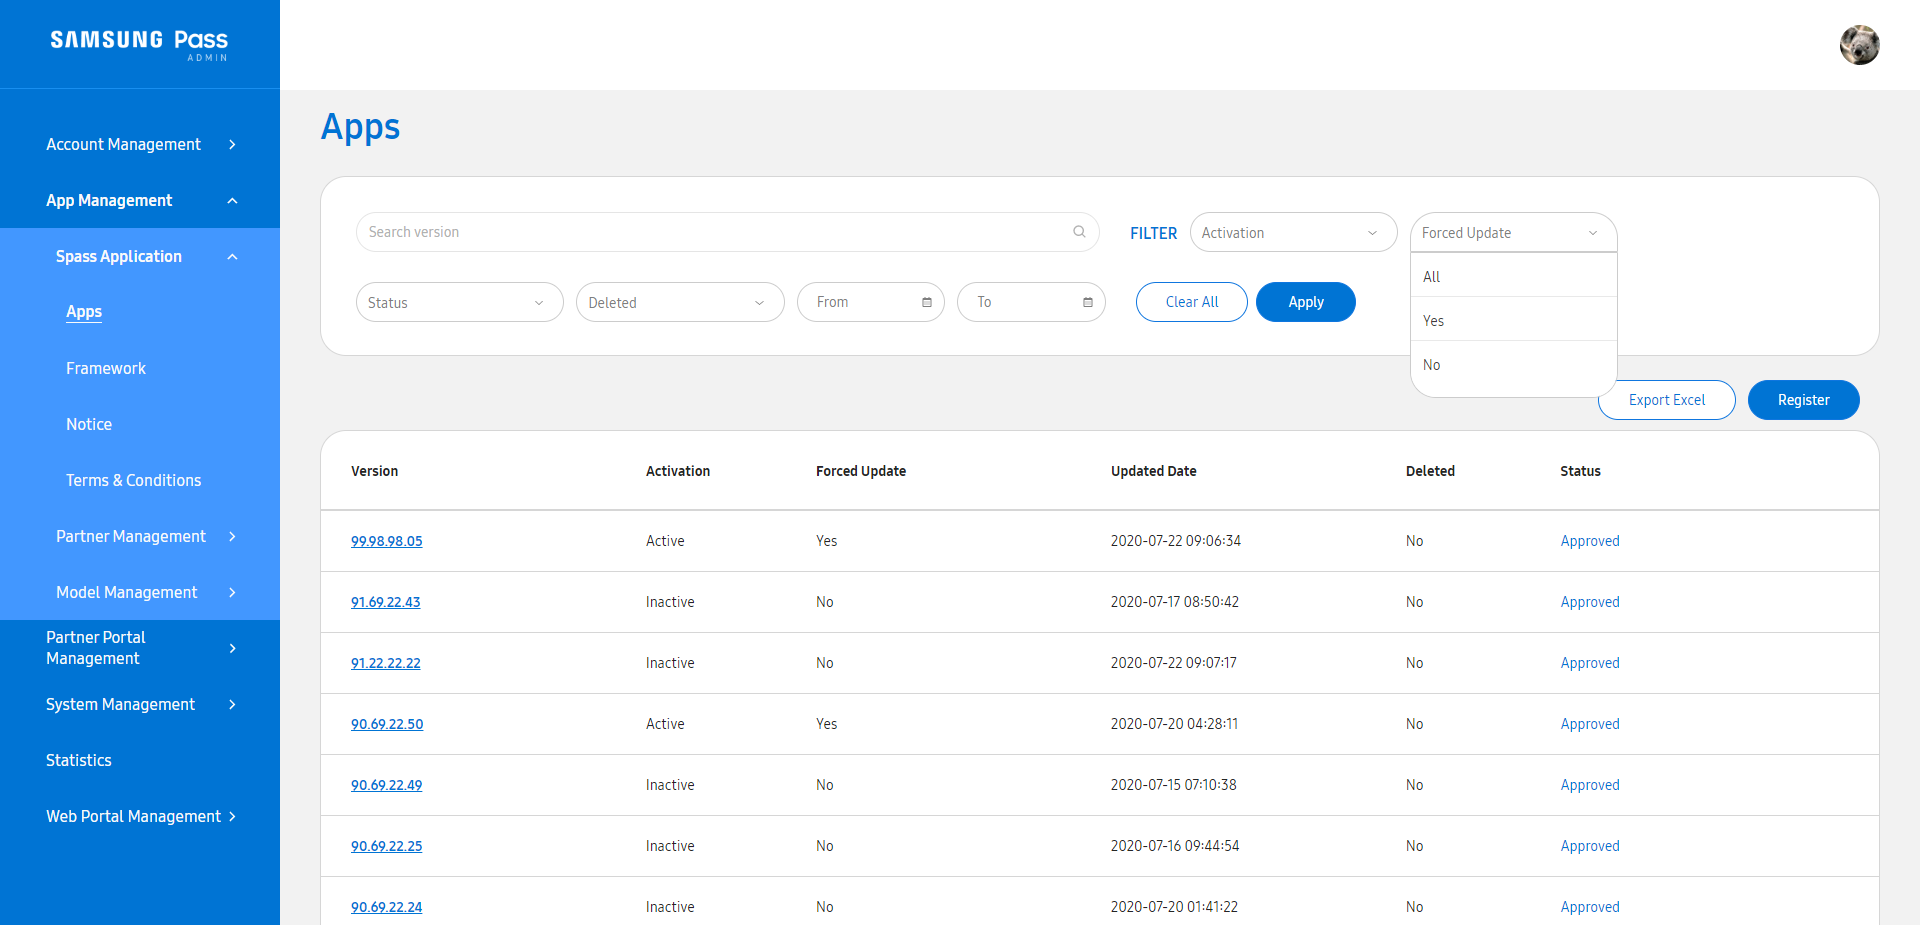 SAMSUNG Pass
ADMIN
Account Management
App Management
Spass Application
Apps
Framework
Notice
Terms & Conditions
Partner Management
Model Management
Partner Portal
Management
System Management
Statistics
Web Portal Management
Apps
Search version
FILTER
Activation
Forced Update
All
Yes
No
Status
Deleted
From
To
Clear All
Apply
Export Excel
Register
Version Activation Forced Update Updated Date Deleted Status
99.98.98.05 Active Yes 2020-07-22 09:06:34 No Approved
91.69.22.43 Inactive No 2020-07-17 08:50:42 No Approved
91.22.22.22 Inactive No 2020-07-22 09:07:17 No Approved
90.69.22.50 Active Yes 2020-07-20 04:28:11 No Approved
90.69.22.49 Inactive No 2020-07-15 07:10:38 No Approved
90.69.22.25 Inactive No 2020-07-16 09:44:54 No Approved
90.69.22.24 Inactive No 2020-07-20 01:41:22 No Approved